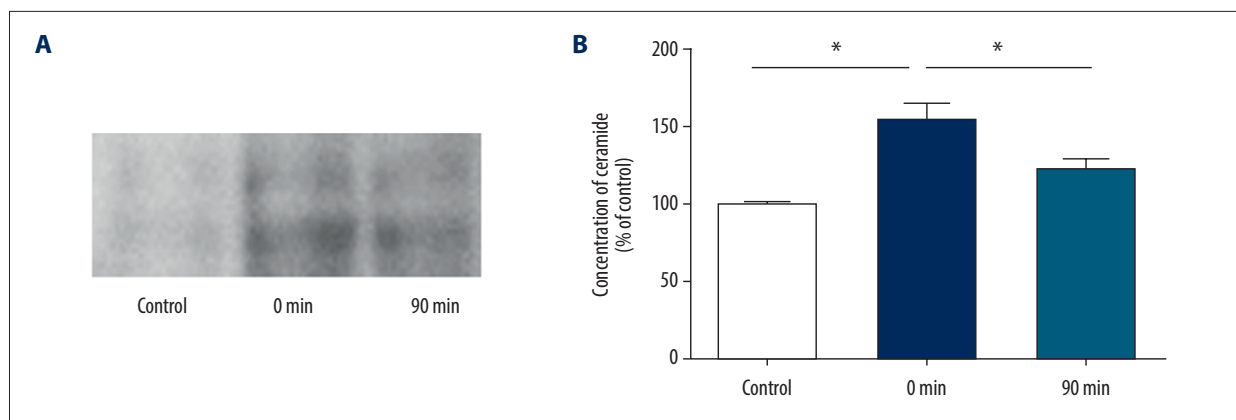 A
Control
0 min
90 min
B
Concentration of ceramide
(% of control)
200
150
100
50
0
*
*
Control
0 min
90 min